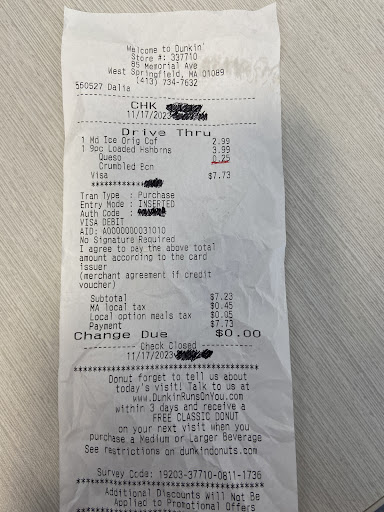 Welcome to Dunkin'
Store #: 337710
85 Memorial Ave
West Springfield, MA 01089
(413) 734-7632
560527 Dalia
CHK
11/17/2023
Drive Thru
1 Md Ice Orig Cof 2.99
1 9pc Loaded Hshbrns 3.99
Queso 0.25
Crumbled Bcn
Visa $7.73
************
Tran Type : Purchase
Entry Mode : INSERTED
Auth Code :
VISA DEBIT
AID: A0000000031010
No Signature Required
I agree to pay the above total
amount according to the card
issuer
(merchant agreement if credit
voucher)
Subtotal $7.23
MA local tax $0.45
Local option meals tax $0.05
Payment $7.73
Change Due $0.00
---------- Check Closed ----------
11/17/2023
Donut forget to tell us about
today's visit! Talk to us at
www.DunkinRunsOnYou.com
within 3 days and receive a
FREE CLASSIC DONUT
on your next visit when you
purchase a Medium or Larger Beverage
See restrictions on dunkindonuts.com
Survey Code: 19203-37710-0811-1736
Additional Discounts Will Not Be
Applied to Promotional Offers